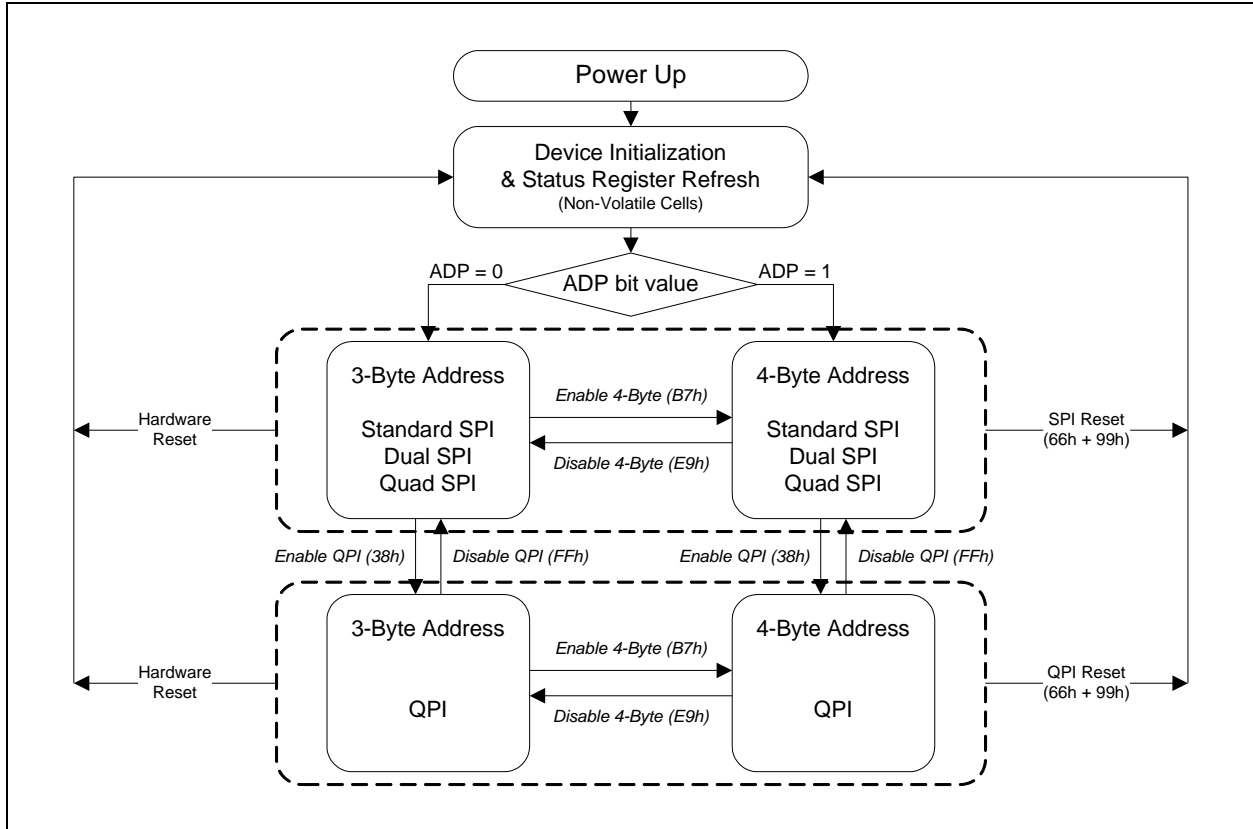 Power Up
Device Initialization
& Status Register Refresh
(Non-Volatile Cells)
ADP = 0
ADP bit value
ADP = 1
3-Byte Address
Standard SPI
Dual SPI
Quad SPI
Enable 4-Byte (B7h)
Disable 4-Byte (E9h)
4-Byte Address
Standard SPI
Dual SPI
Quad SPI
Hardware
Reset
SPI Reset
(66h + 99h)
Enable QPI (38h)
Disable QPI (FFh)
Enable QPI (38h)
Disable QPI (FFh)
3-Byte Address
QPI
Enable 4-Byte (B7h)
Disable 4-Byte (E9h)
4-Byte Address
QPI
Hardware
Reset
QPI Reset
(66h + 99h)